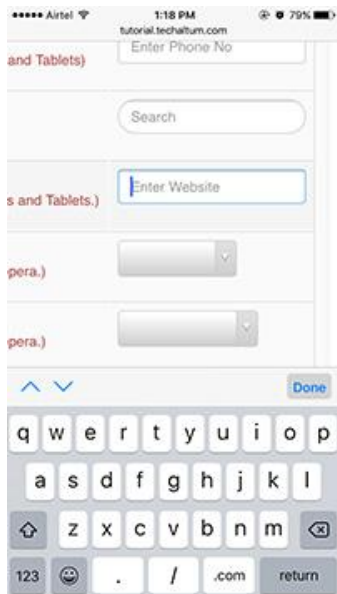 Airtel 1:18 PM 79%
tutorial.techaltum.com
Enter Phone No
and Tablets)
Search
Enter Website
s and Tablets.)
pera.)
pera.)
Done
q w e r t y u i o p
a s d f g h j k l
z x c v b n m
123 . / .com return